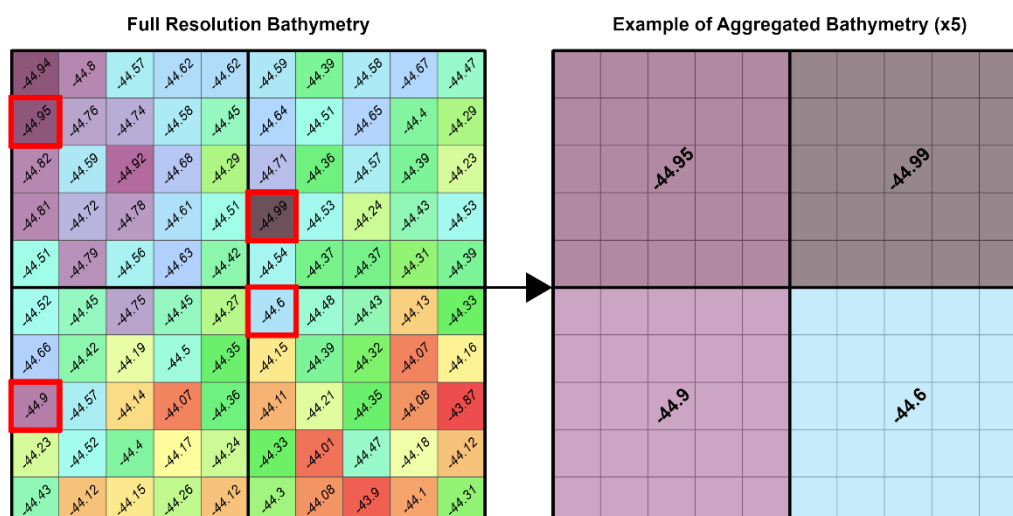 Full Resolution Bathymetry
Example of Aggregated Bathymetry (x5)
-44.94 -44.8 -44.57 -44.62 -44.62 -44.59 -44.39 -44.58 -44.67 -44.47
-44.95 -44.76 -44.74 -44.58 -44.45 -44.64 -44.51 -44.65 -44.4 -44.29
-44.82 -44.59 -44.92 -44.68 -44.29 -44.71 -44.36 -44.57 -44.39 -44.23
-44.81 -44.72 -44.78 -44.61 -44.51 -44.99 -44.53 -44.24 -44.43 -44.53
-44.51 -44.79 -44.56 -44.63 -44.42 -44.54 -44.37 -44.37 -44.31 -44.39
-44.52 -44.45 -44.75 -44.45 -44.27 -44.6 -44.48 -44.43 -44.13 -44.33
-44.66 -44.42 -44.19 -44.5 -44.35 -44.15 -44.39 -44.32 -44.07 -44.16
-44.9 -44.57 -44.14 -44.07 -44.36 -44.11 -44.21 -44.35 -44.08 -43.87
-44.23 -44.52 -44.4 -44.17 -44.24 -44.33 -44.01 -44.47 -44.18 -44.12
-44.43 -44.12 -44.15 -44.26 -44.12 -44.3 -44.08 -43.9 -44.1 -44.31
-44.95 -44.99
-44.9 -44.6